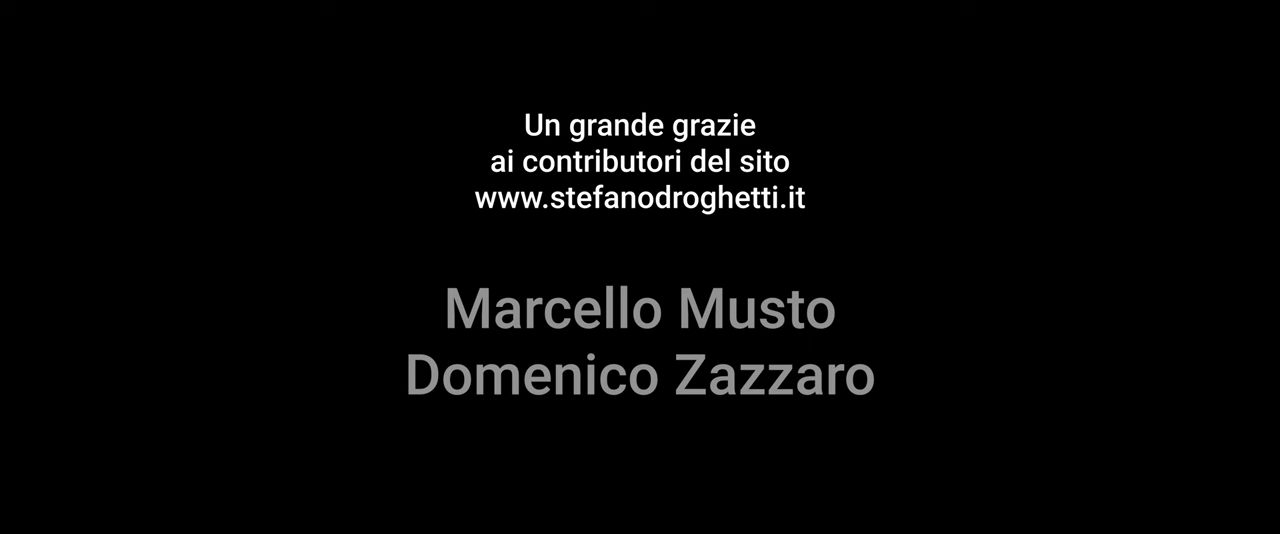 Un grande grazie
ai contributori del sito
www.stefanodroghetti.it
Marcello Musto
Domenico Zazzaro